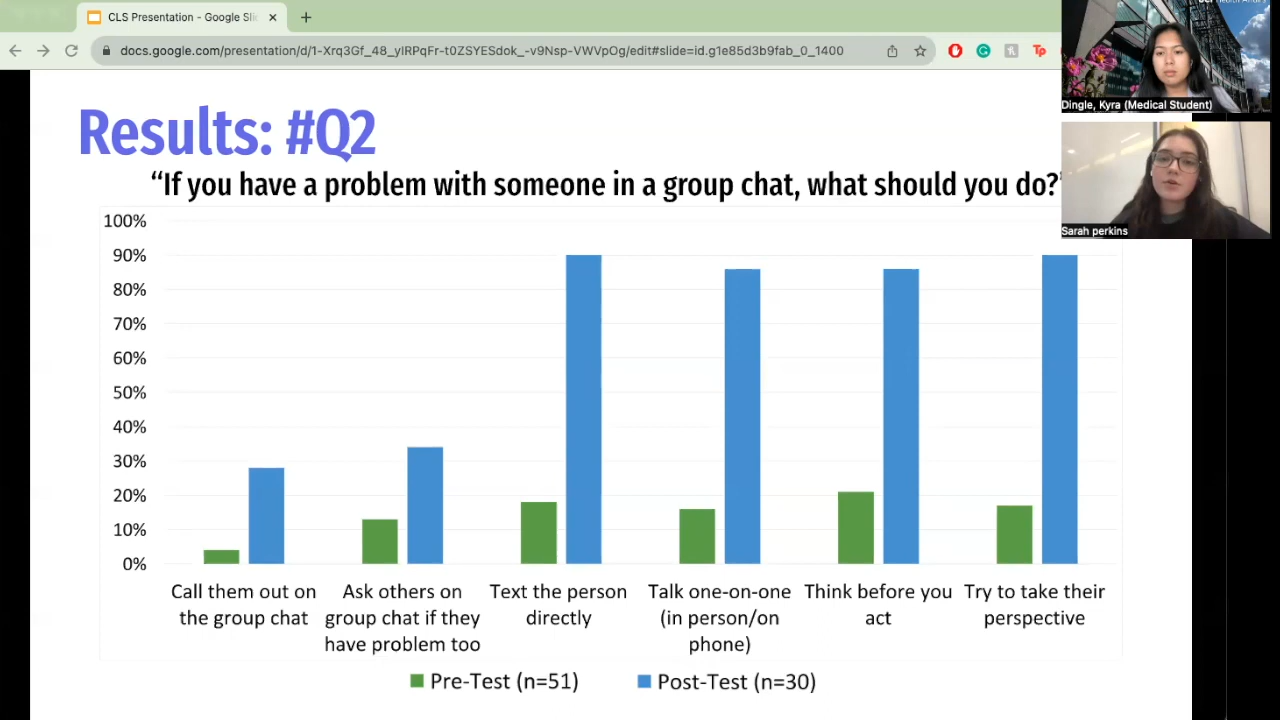 CLS Presentation - Google Sli
docs.google.com/presentation/d/1-Xrq3Gf_48_yIRPqFr-t0ZSYESdok_-v9Nsp-VWVpOg/edit#slide=id.g1e85d3b9fab_0_1400
Tp
Dingle, Kyra (Medical Student)
Sarah perkins
Results: #Q2
“If you have a problem with someone in a group chat, what should you do?”
100%
90%
80%
70%
60%
50%
40%
30%
20%
10%
0%
Call them out on
the group chat
Ask others on
group chat if they
have problem too
Text the person
directly
Talk one-on-one
(in person/on
phone)
Think before you
act
Try to take their
perspective
Pre-Test (n=51)
Post-Test (n=30)